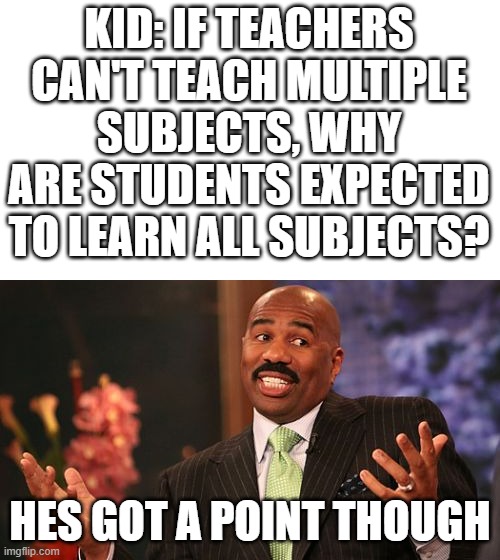 KID: IF TEACHERS
CAN'T TEACH MULTIPLE
SUBJECTS, WHY
ARE STUDENTS EXPECTED
TO LEARN ALL SUBJECTS?
HES GOT A POINT THOUGH
imgflip.com